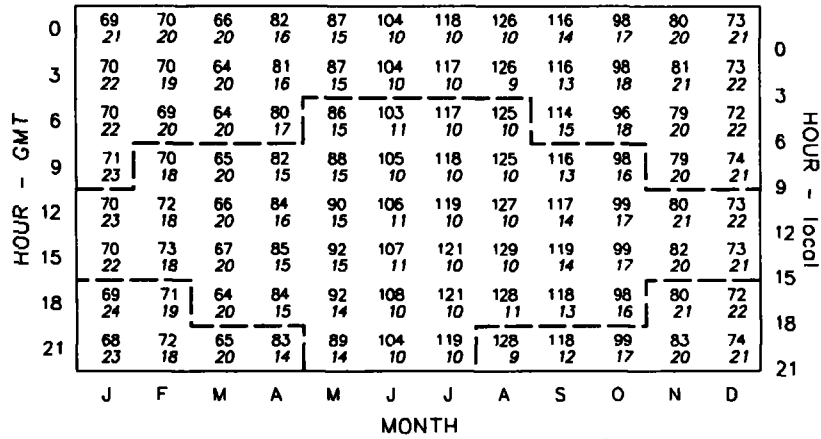 0 69 70 66 82 87 104 118 126 116 98 80 73
21 20 20 16 15 10 10 10 14 17 20 21
0
3 70 70 64 81 87 104 117 126 116 98 81 73
22 19 20 16 15 10 10 9 13 18 21 22
3
6 70 69 64 80 86 103 117 125 114 96 79 72
22 20 20 17 15 11 10 10 15 18 22 22
6
9 71 70 65 82 88 105 118 125 116 98 79 74
23 18 20 15 15 10 10 10 13 16 20 21
9
12 70 72 66 84 90 106 119 127 117 99 80 73
23 18 20 16 15 11 10 10 14 17 21 22
12
15 70 73 67 85 92 107 121 129 119 99 82 73
22 18 20 15 15 11 10 10 14 17 20 21
15
18 69 71 64 84 92 108 121 128 118 98 80 72
24 19 20 15 14 10 10 11 13 16 21 22
18
21 68 72 65 83 89 104 119 128 118 99 83 74
23 18 20 14 14 10 10 9 12 17 20 21
21
HOUR - GMT
HOUR - local
J F M A M J J A S O N D
MONTH